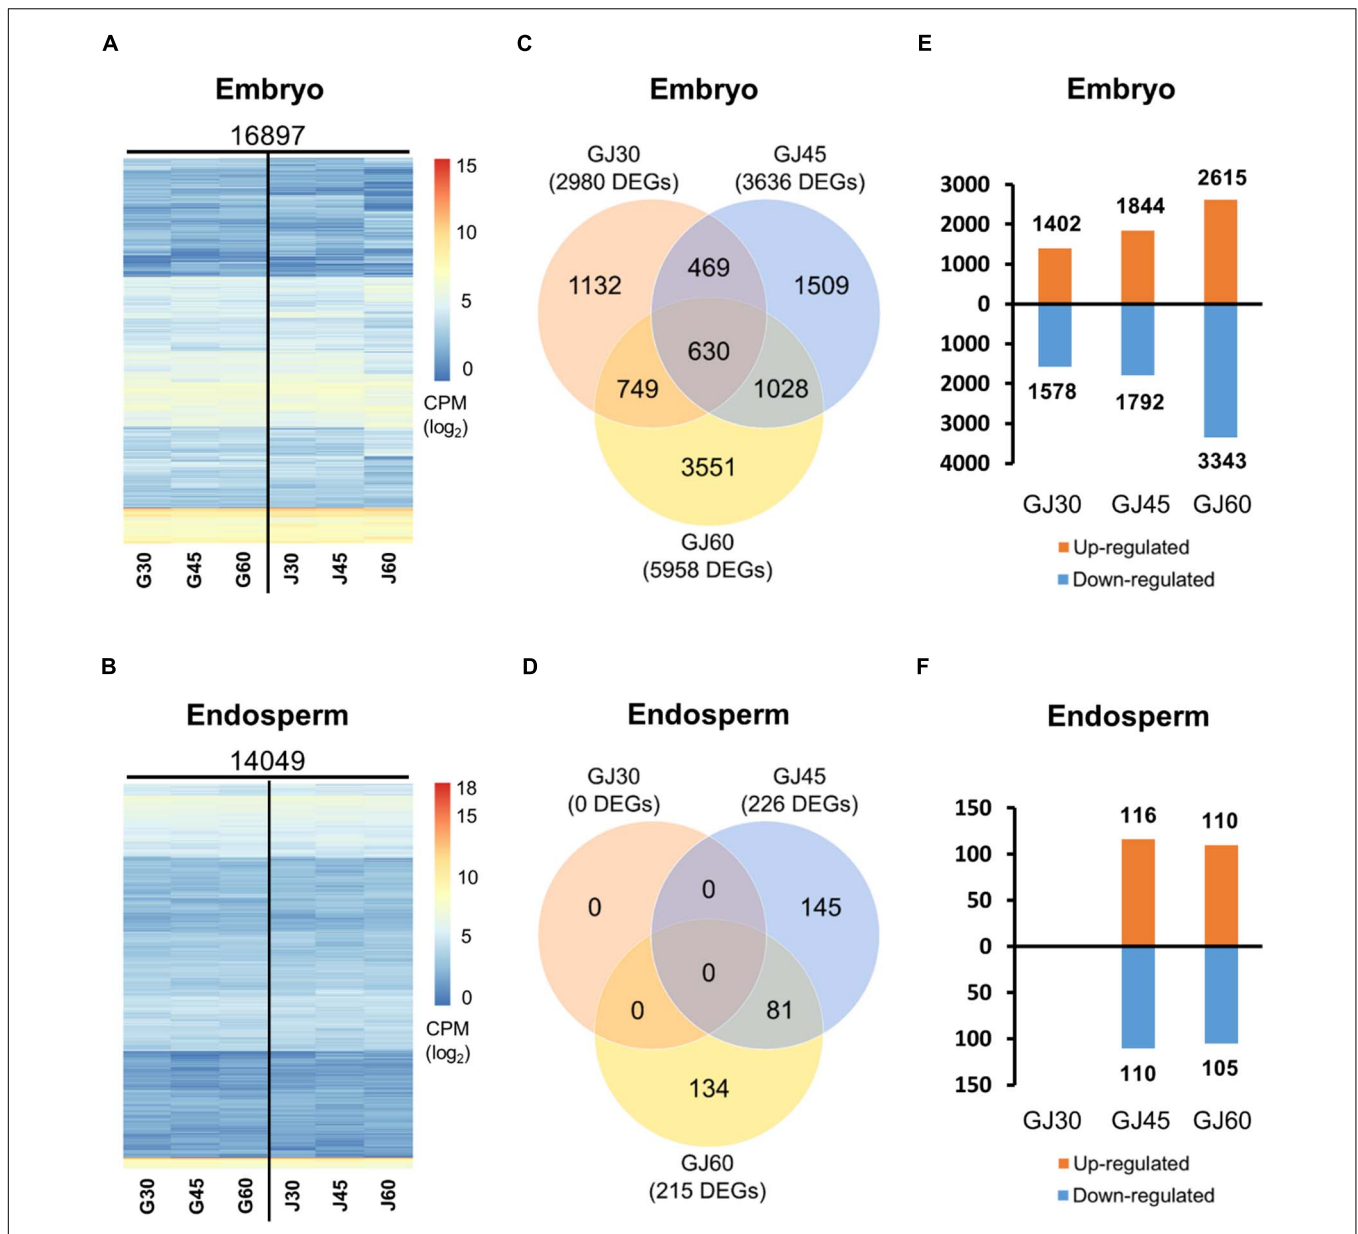 A
Embryo
16897
15
10
5
0
CPM
(log2)
G30
G45
G60
J30
J45
J60
C
Embryo
GJ30
(2980 DEGs)
GJ45
(3636 DEGs)
1132
469
1509
630
749
1028
3551
GJ60
(5958 DEGs)
E
Embryo
3000
2000
1000
0
1000
2000
3000
4000
1402
1844
2615
1578
1792
3343
GJ30
GJ45
GJ60
Up-regulated
Down-regulated
B
Endosperm
14049
18
15
10
5
0
CPM
(log2)
G30
G45
G60
J30
J45
J60
D
Endosperm
GJ30
(0 DEGs)
GJ45
(226 DEGs)
0
0
145
0
0
81
134
GJ60
(215 DEGs)
F
Endosperm
150
100
50
0
50
100
150
116
110
110
105
GJ30
GJ45
GJ60
Up-regulated
Down-regulated